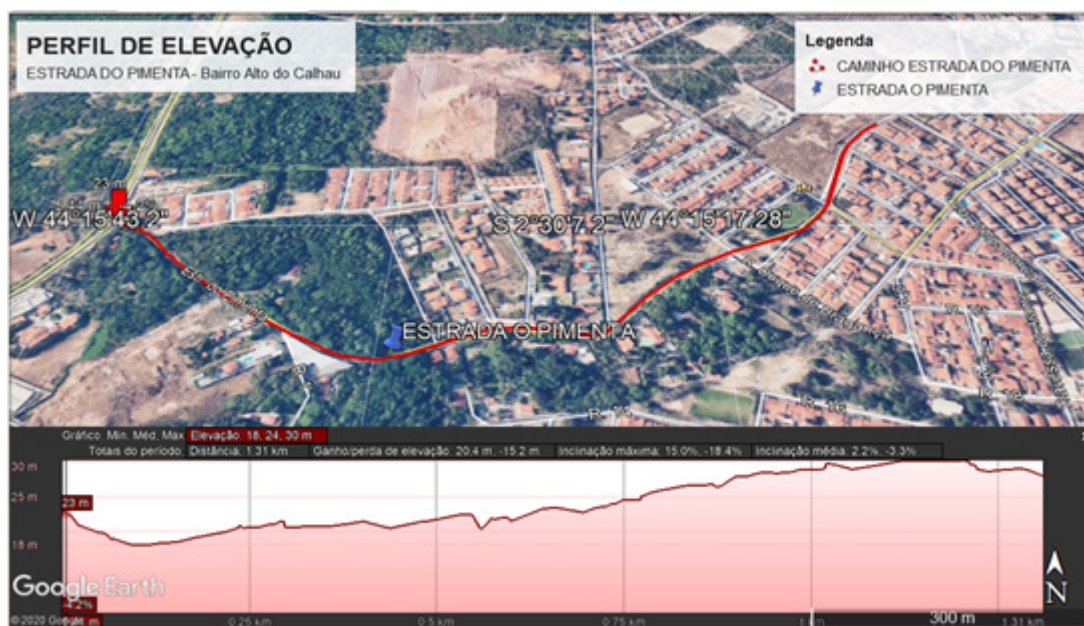 PERFIL DE ELEVAÇÃO
ESTRADA DO PIMENTA - Bairro Alto do Calhau
Legenda
CAMINHO ESTRADA DO PIMENTA
ESTRADA O PIMENTA
23 m
W 44°15'43.2"
S 2°30'7.2"
W 44°15'17.28"
ESTRADA O PIMENTA
Gráfico: Min. Méd, Max Elevação: 18, 24, 30 m
Totais do período: Distância: 1.31 km Ganho/perda de elevação: 20.4 m, -15.2 m Inclinação máxima: 15.0%, -18.4% Inclinação média: 2.2%, -3.3%
30 m
25 m
23 m
18 m
Google Earth
N
-4.2%
©2020 Google
0.25 km
0.5 km
0.75 km
300 m
1.31 km